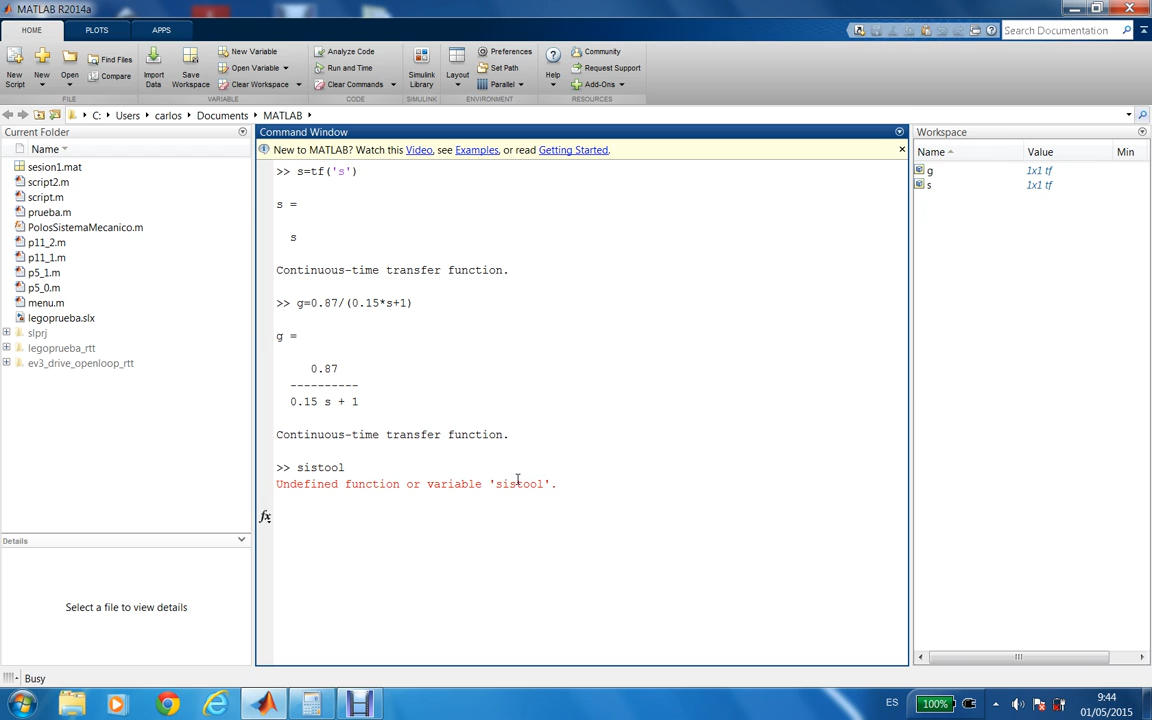 MATLAB R2014a
HOME
PLOTS
APPS
Search Documentation
New Script
New
Open
Find Files
Compare
FILE
Import Data
Save Workspace
New Variable
Open Variable
Clear Workspace
VARIABLE
Analyze Code
Run and Time
Clear Commands
CODE
Simulink Library
SIMULINK
Layout
Preferences
Set Path
Parallel
ENVIRONMENT
Help
Community
Request Support
Add-Ons
RESOURCES
C: Users carlos Documents MATLAB
Current Folder
Name
sesion1.mat
script2.m
script.m
prueba.m
PolosSistemaMecanico.m
p11_2.m
p11_1.m
p5_1.m
p5_0.m
menu.m
legoprueba.slx
slprj
legoprueba_rtt
ev3_drive_openloop_rtt
Details
Select a file to view details
Command Window
New to MATLAB? Watch this Video, see Examples, or read Getting Started.
>> s=tf('s')
s =
s
Continuous-time transfer function.
>> g=0.87/(0.15*s+1)
g =
0.87
----------
0.15 s + 1
Continuous-time transfer function.
>> sistool
Undefined function or variable 'sistool'.
fx
Workspace
Name Value Min
g 1x1 tf
s 1x1 tf
Busy
ES
100%
9:44
01/05/2015